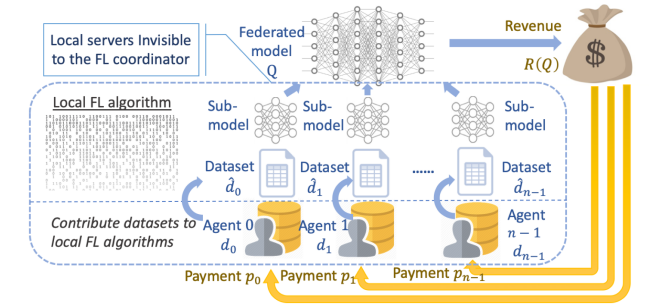 Local servers Invisible
to the FL coordinator
Federated
model
Q
Revenue
R(Q)
$
Local FL algorithm
Sub-
model
Sub-
model
Sub-
model
Dataset
d̂₀
Dataset
d̂₁
......
Dataset
d̂ₙ₋₁
Contribute datasets to
local FL algorithms
Agent 0
d₀
Agent 1
d₁
Agent
n − 1
dₙ₋₁
Payment p₀
Payment p₁
Payment pₙ₋₁